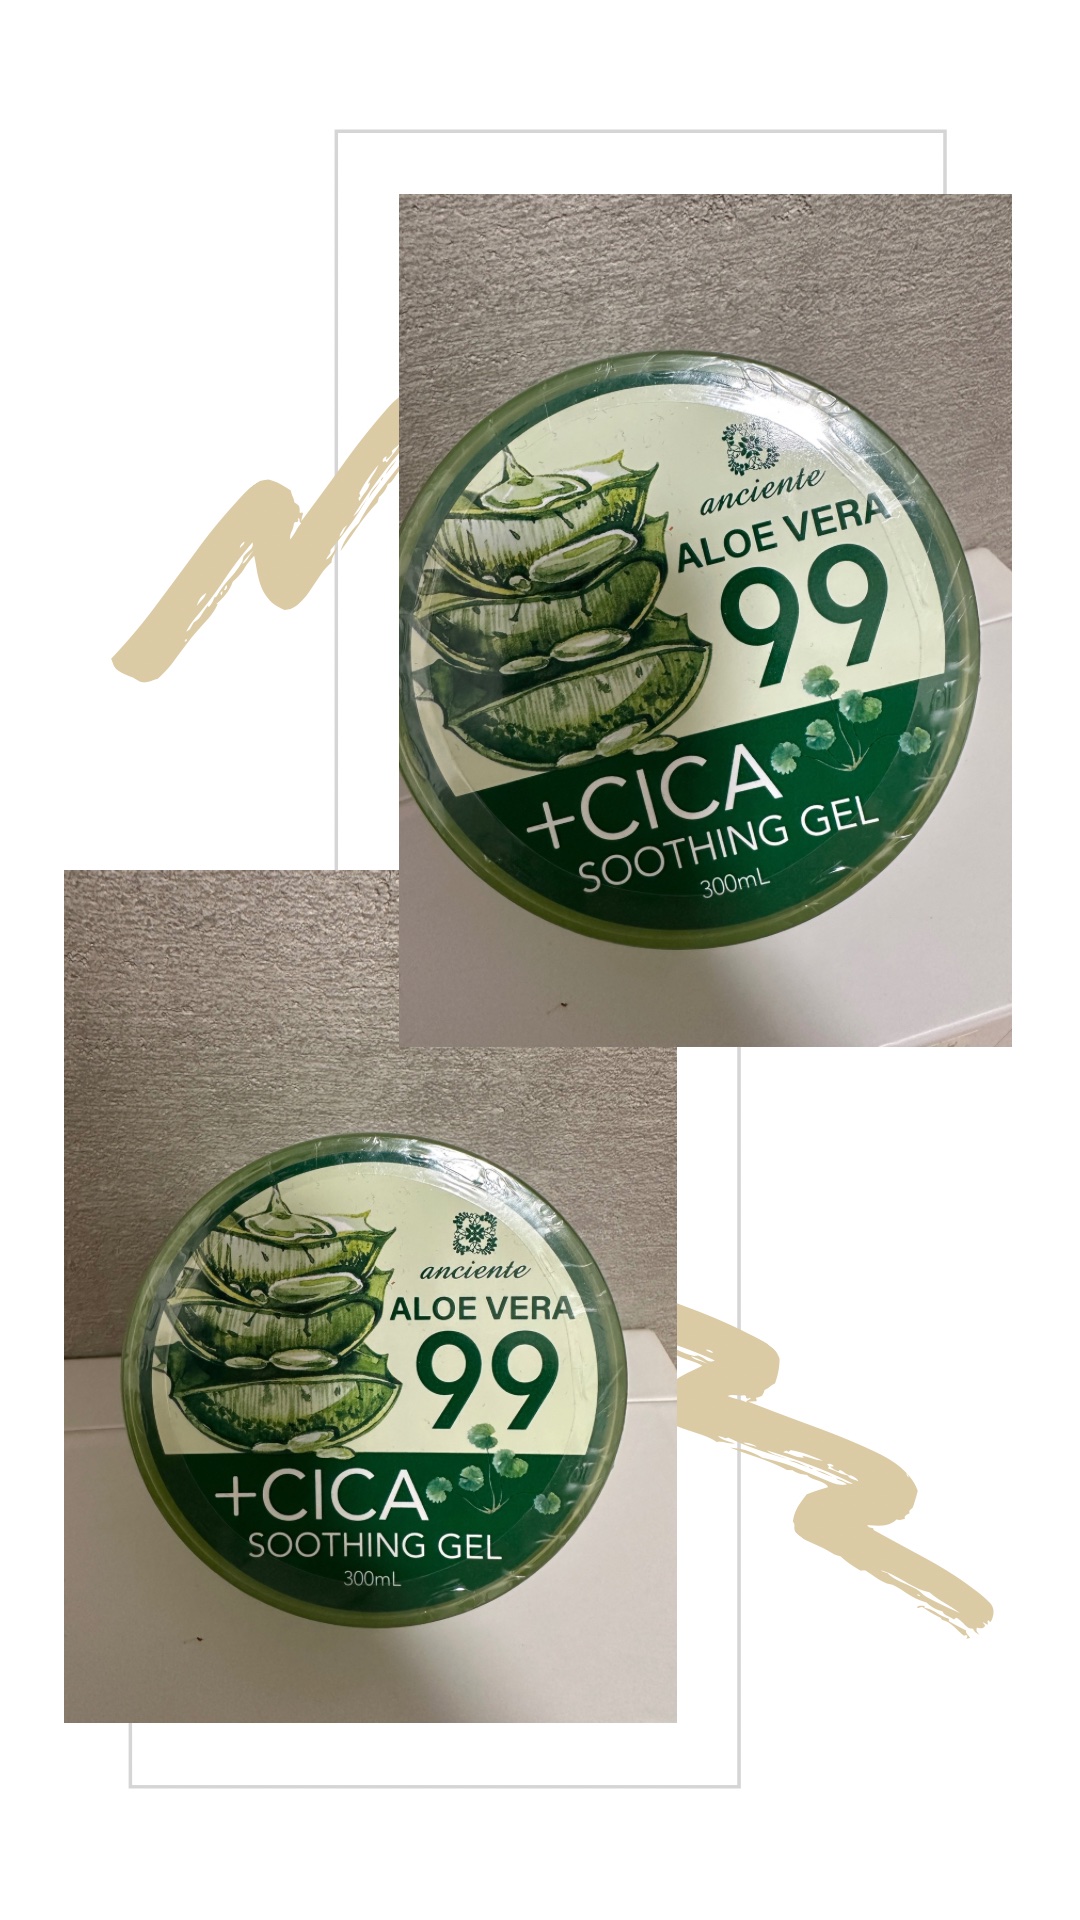 anciente
ALOE VERA
99
+CICA
SOOTHING GEL
300mL
anciente
ALOE VERA
99
+CICA
SOOTHING GEL
300mL